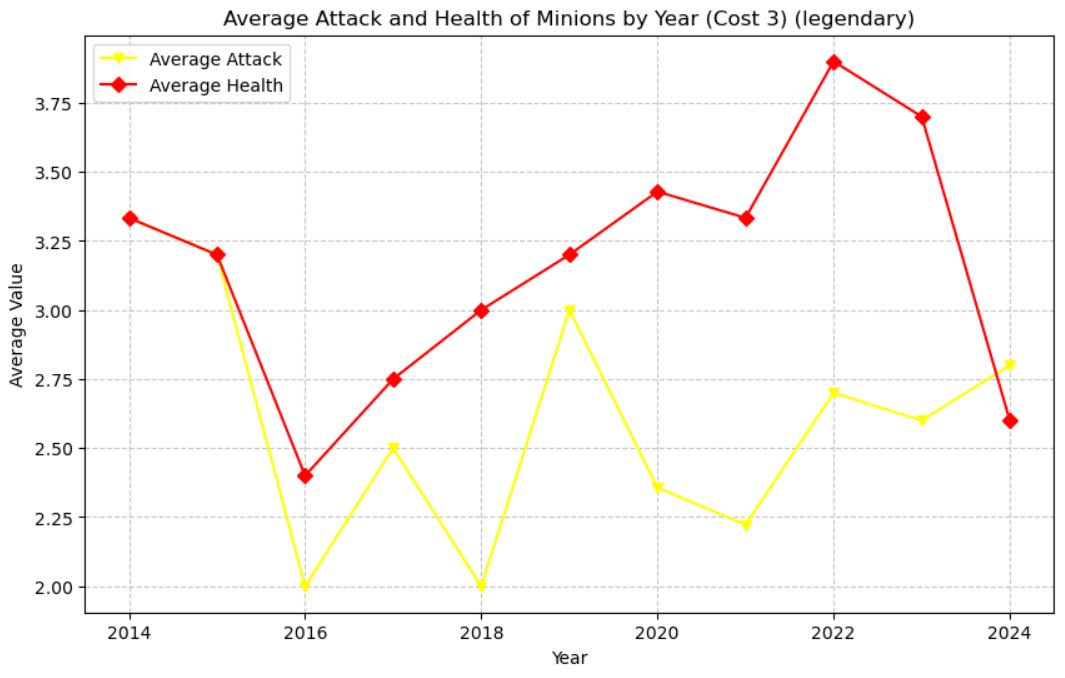 Average Attack and Health of Minions by Year (Cost 3) (legendary)
Average Attack
Average Health
Average Value
3.75
3.50
3.25
3.00
2.75
2.50
2.25
2.00
2014 2016 2018 2020 2022 2024
Year